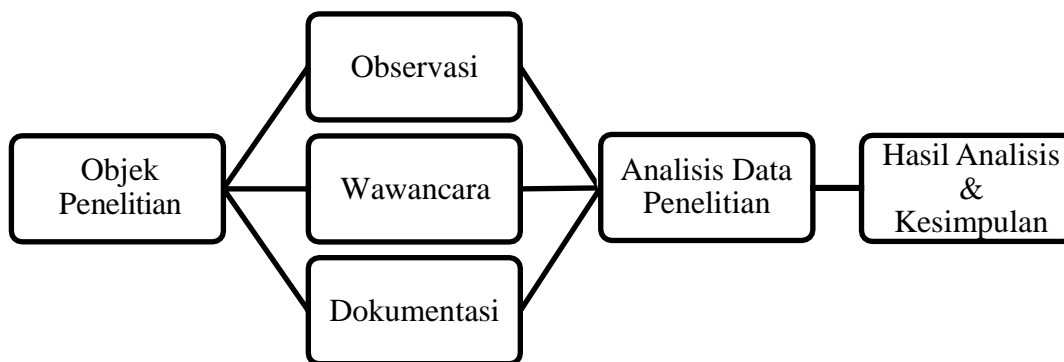 Objek
Penelitian
Observasi
Wawancara
Dokumentasi
Analisis Data
Penelitian
Hasil Analisis
&
Kesimpulan